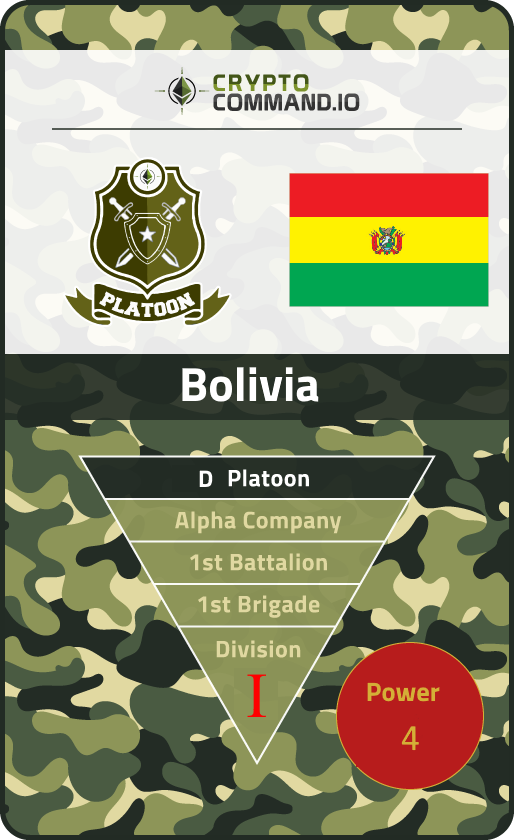 CRYPTO
COMMAND.IO
PLATOON
Bolivia
D Platoon
Alpha Company
1st Battalion
1st Brigade
Division
I
Power
4